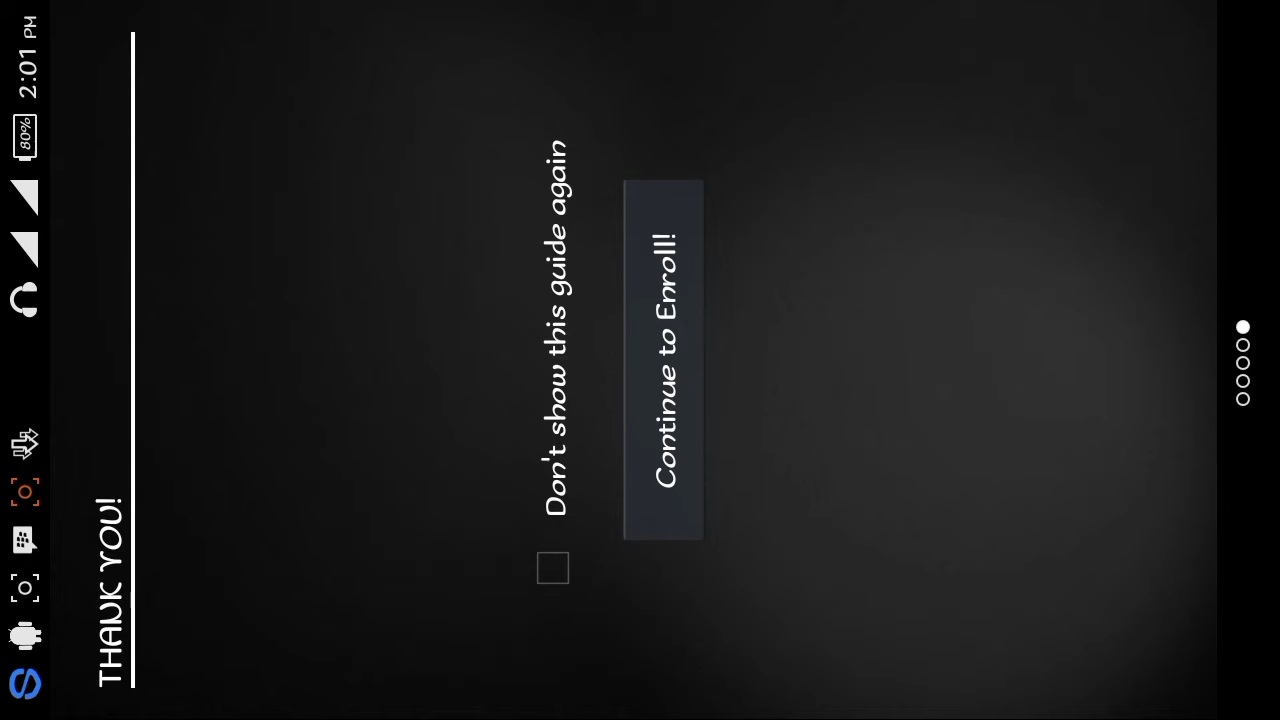 80% 2:01 PM
THANK YOU!
Don't show this guide again
Continue to Enroll!